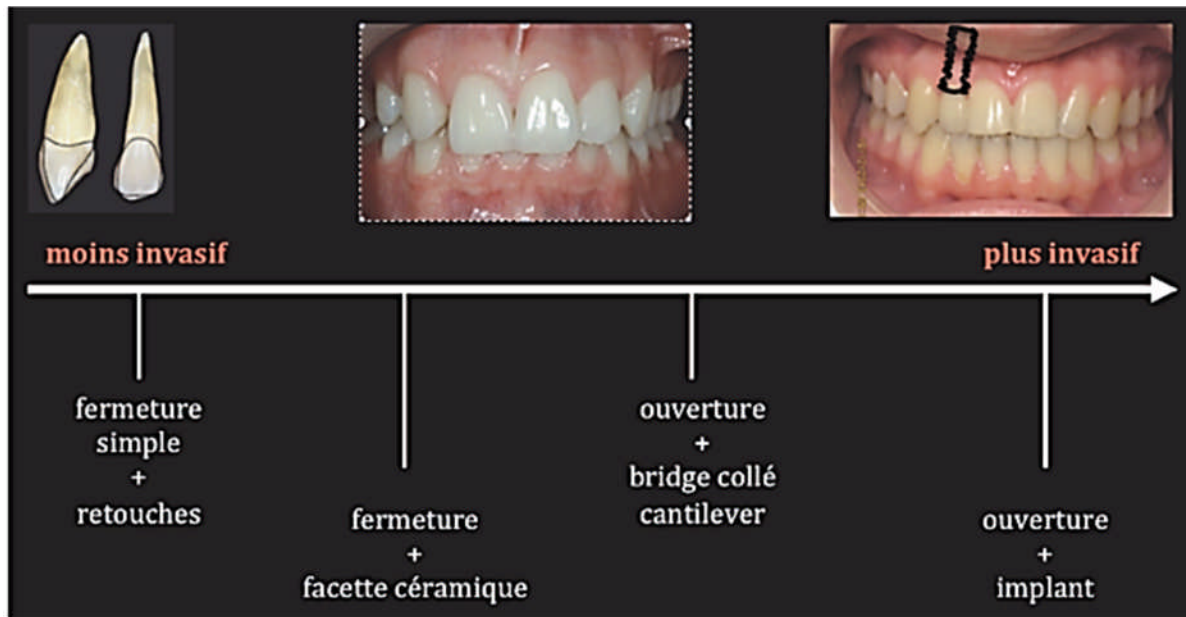 moins invasif
plus invasif
fermeture
simple
+
retouches
fermeture
+
facette céramique
ouverture
+
bridge collé
cantilever
ouverture
+
implant